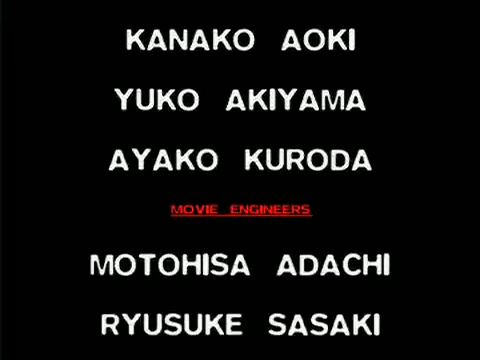 KANAKO AOKI
YUKO AKIYAMA
AYAKO KURODA
MOVIE ENGINEERS
MOTOHISA ADACHI
RYUSUKE SASAKI